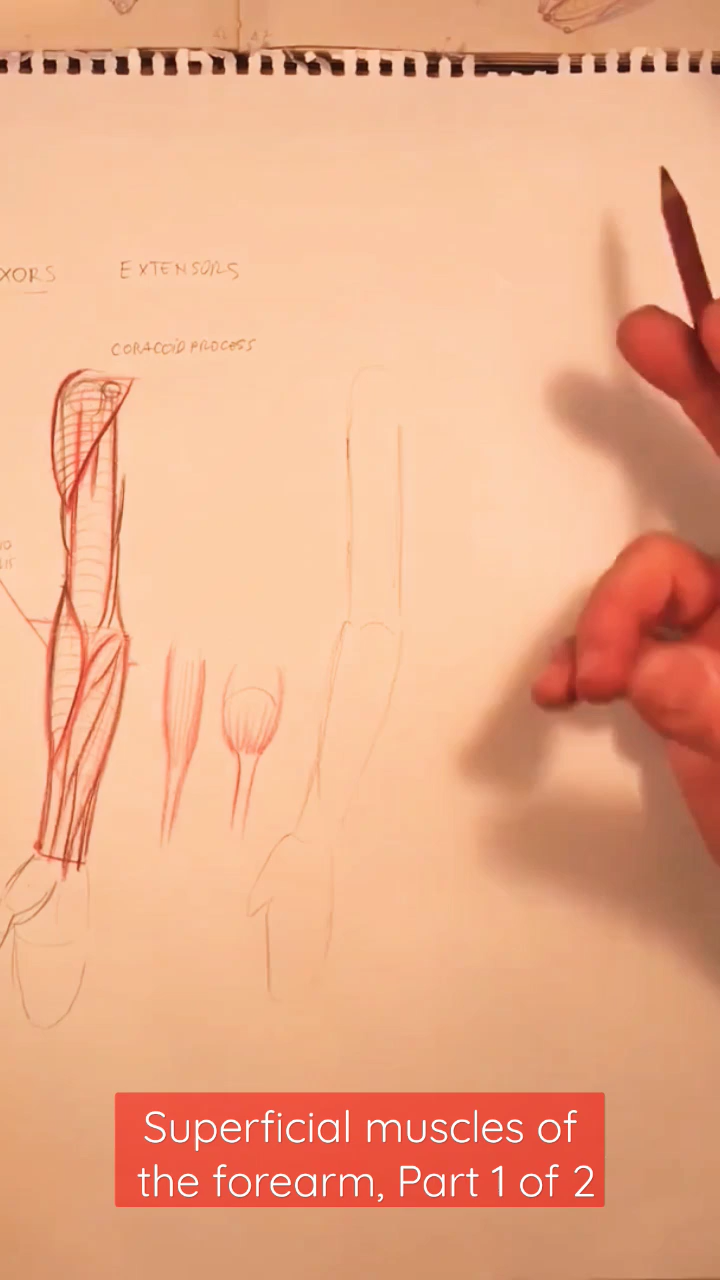 XORS
EXTENSORS
CORACOID PROCESS
Superficial muscles of
the forearm, Part 1 of 2